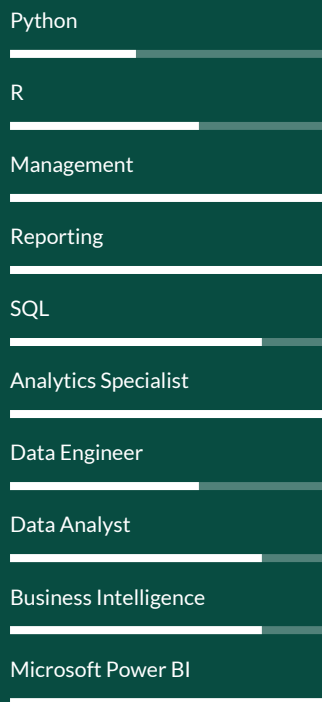 Python
R
Management
Reporting
SQL
Analytics Specialist
Data Engineer
Data Analyst
Business Intelligence
Microsoft Power BI